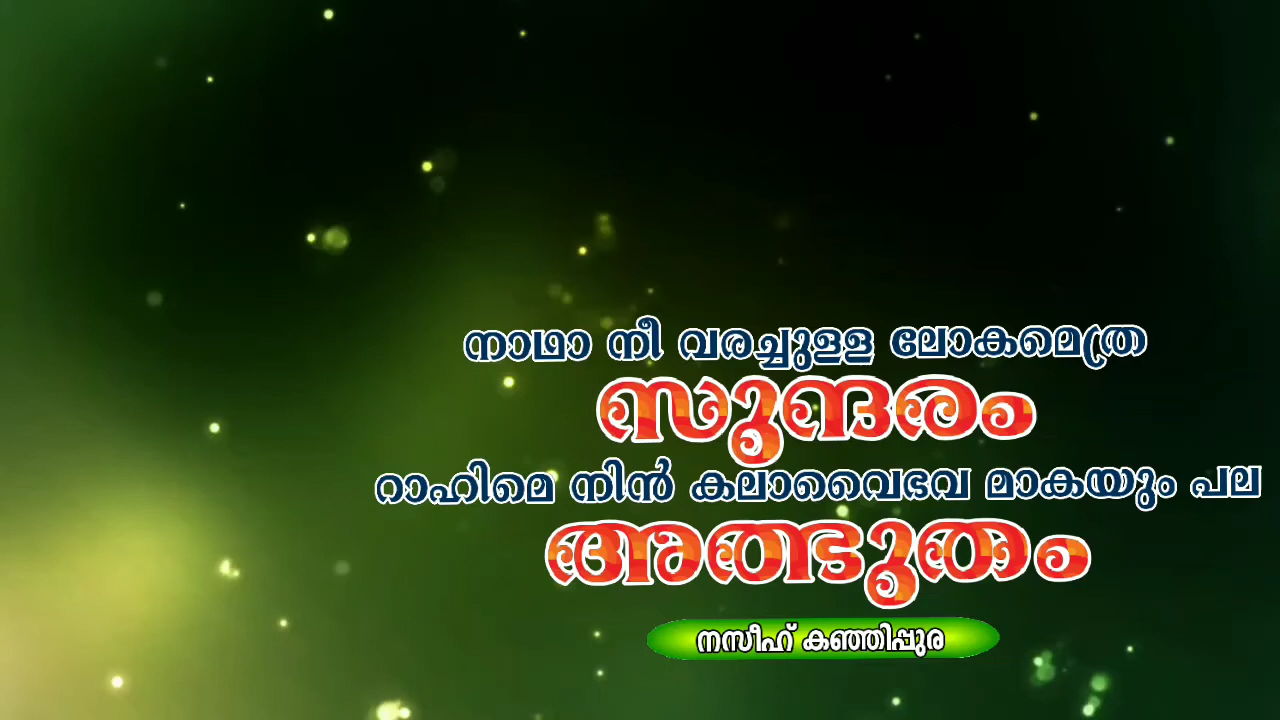 നാഥാ നീ വരച്ചുള്ള ലോകമെത്ര
സുന്ദരം
റാഹിമെ നിൻ കലാവൈഭവ മാകയും പല
അത്ഭുതം
നസീഹ് കഞ്ഞിപ്പുര